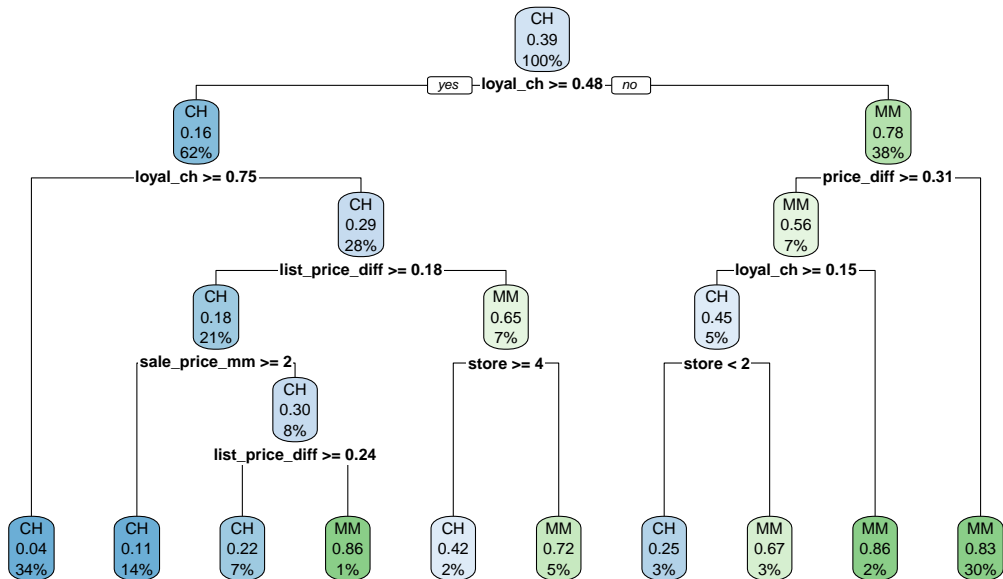 CH
0.39
100%
yes loyal_ch >= 0.48 no
CH
0.16
62%
MM
0.78
38%
loyal_ch >= 0.75
price_diff >= 0.31
CH
0.29
28%
MM
0.56
7%
list_price_diff >= 0.18
loyal_ch >= 0.15
CH
0.18
21%
MM
0.65
7%
CH
0.45
5%
sale_price_mm >= 2
store >= 4
store < 2
CH
0.30
8%
list_price_diff >= 0.24
CH
0.04
34%
CH
0.11
14%
CH
0.22
7%
MM
0.86
1%
CH
0.42
2%
MM
0.72
5%
CH
0.25
3%
MM
0.67
3%
MM
0.86
2%
MM
0.83
30%